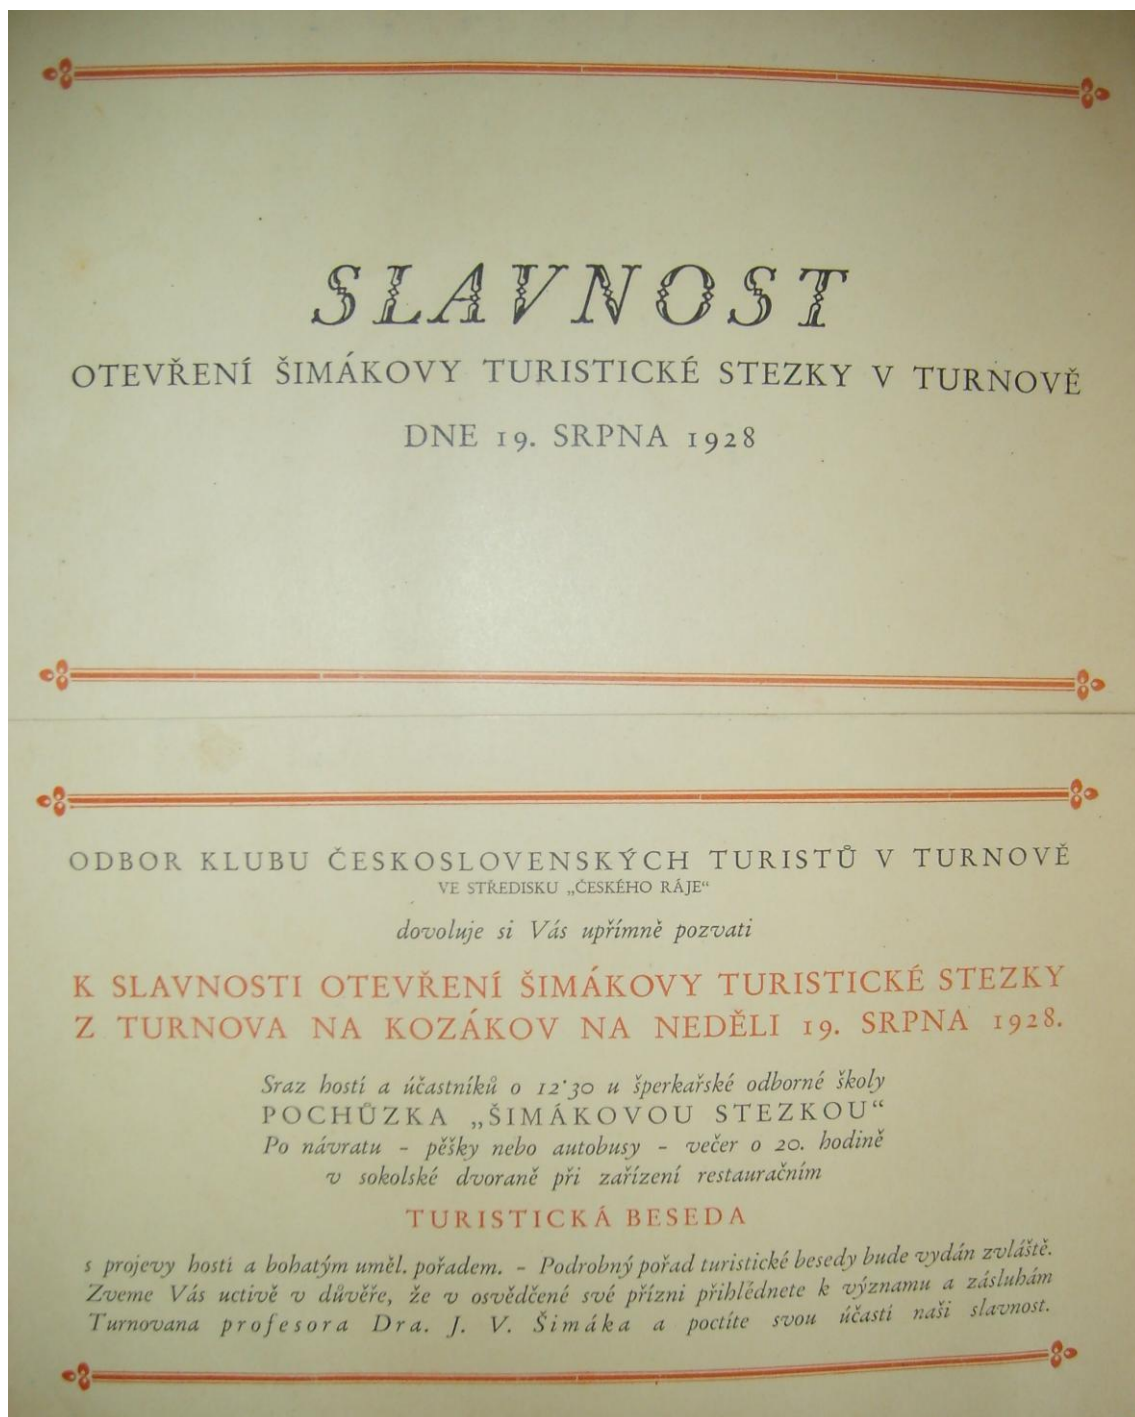 SLAVNOST
OTEVŘENÍ ŠIMÁKOVY TURISTICKÉ STEZKY V TURNOVĚ
DNE 19. SRPNA 1928
ODBOR KLUBU ČESKOSLOVENSKÝCH TURISTŮ V TURNOVĚ
VE STŘEDISKU „ČESKÉHO RÁJE“
dovoluje si Vás upřímně pozvati
K SLAVNOSTI OTEVŘENÍ ŠIMÁKOVY TURISTICKÉ STEZKY
Z TURNOVA NA KOZÁKOV NA NEDĚLI 19. SRPNA 1928.
Sraz hostí a účastníků o 12·30 u šperkařské odborné školy
POCHŮZKA „ŠIMÁKOVOU STEZKOU“
Po návratu - pěšky nebo autobusy - večer o 20. hodině
v sokolské dvoraně při zařízení restauračním
TURISTICKÁ BESEDA
s projevy hostí a bohatým uměl. pořadem. - Podrobný pořad turistické besedy bude vydán zvláště.
Zveme Vás uctivě v důvěře, že v osvědčené své přízni přihlédnete k významu a zásluhám
Turnovana profesora Dra. J. V. Šimáka a poctíte svou účastí naši slavnost.